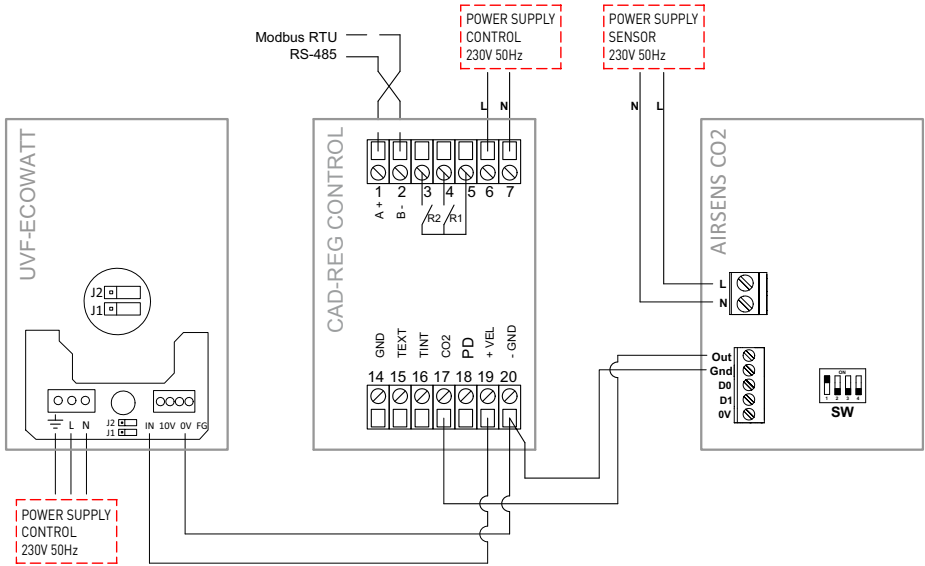 Modbus RTU
RS-485
POWER SUPPLY
CONTROL
230V 50Hz
L N
POWER SUPPLY
SENSOR
230V 50Hz
N L
UVF-ECOWATT
J2
J1
L N
J2
J1
IN 10V 0V FG
POWER SUPPLY
CONTROL
230V 50Hz
CAD-REG CONTROL
1 2 3 4 5 6 7
A +
B -
R2 R1
GND
TEXT
TINT
CO2
PD
+ VEL
- GND
14 15 16 17 18 19 20
AIRSENS CO2
L
N
Out
Gnd
D0
D1
0V
ON
1 2 3 4
SW